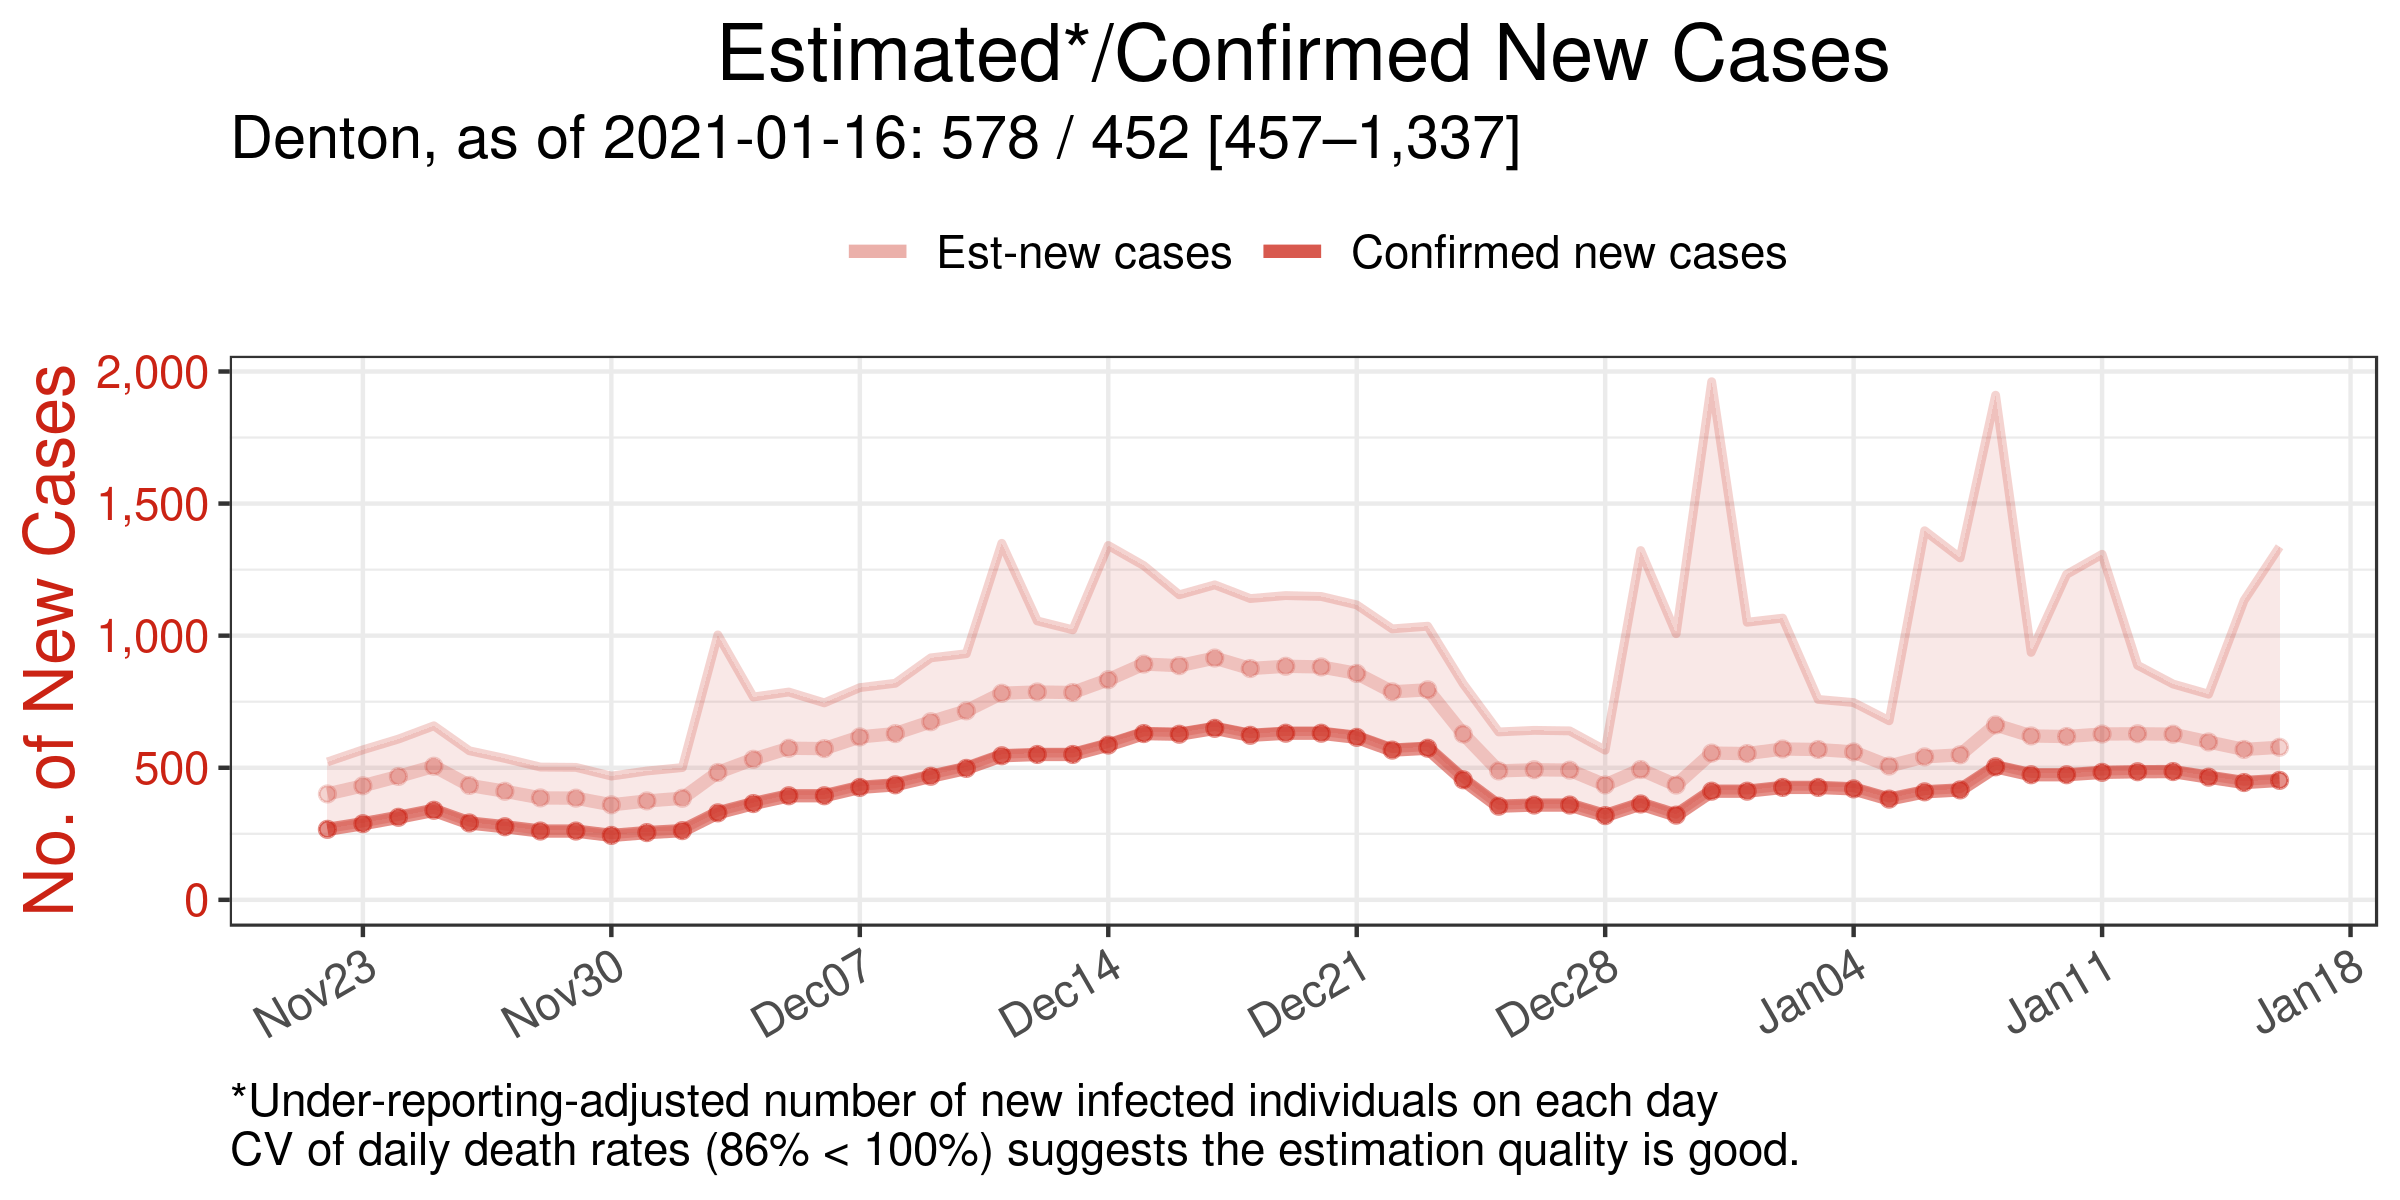 Estimated*/Confirmed New Cases
Denton, as of 2021-01-16: 578 / 452 [457–1,337]
Est-new cases
Confirmed new cases
No. of New Cases
2,000
1,500
1,000
500
0
Nov23
Nov30
Dec07
Dec14
Dec21
Dec28
Jan04
Jan11
Jan18
*Under-reporting-adjusted number of new infected individuals on each day
CV of daily death rates (86% < 100%) suggests the estimation quality is good.